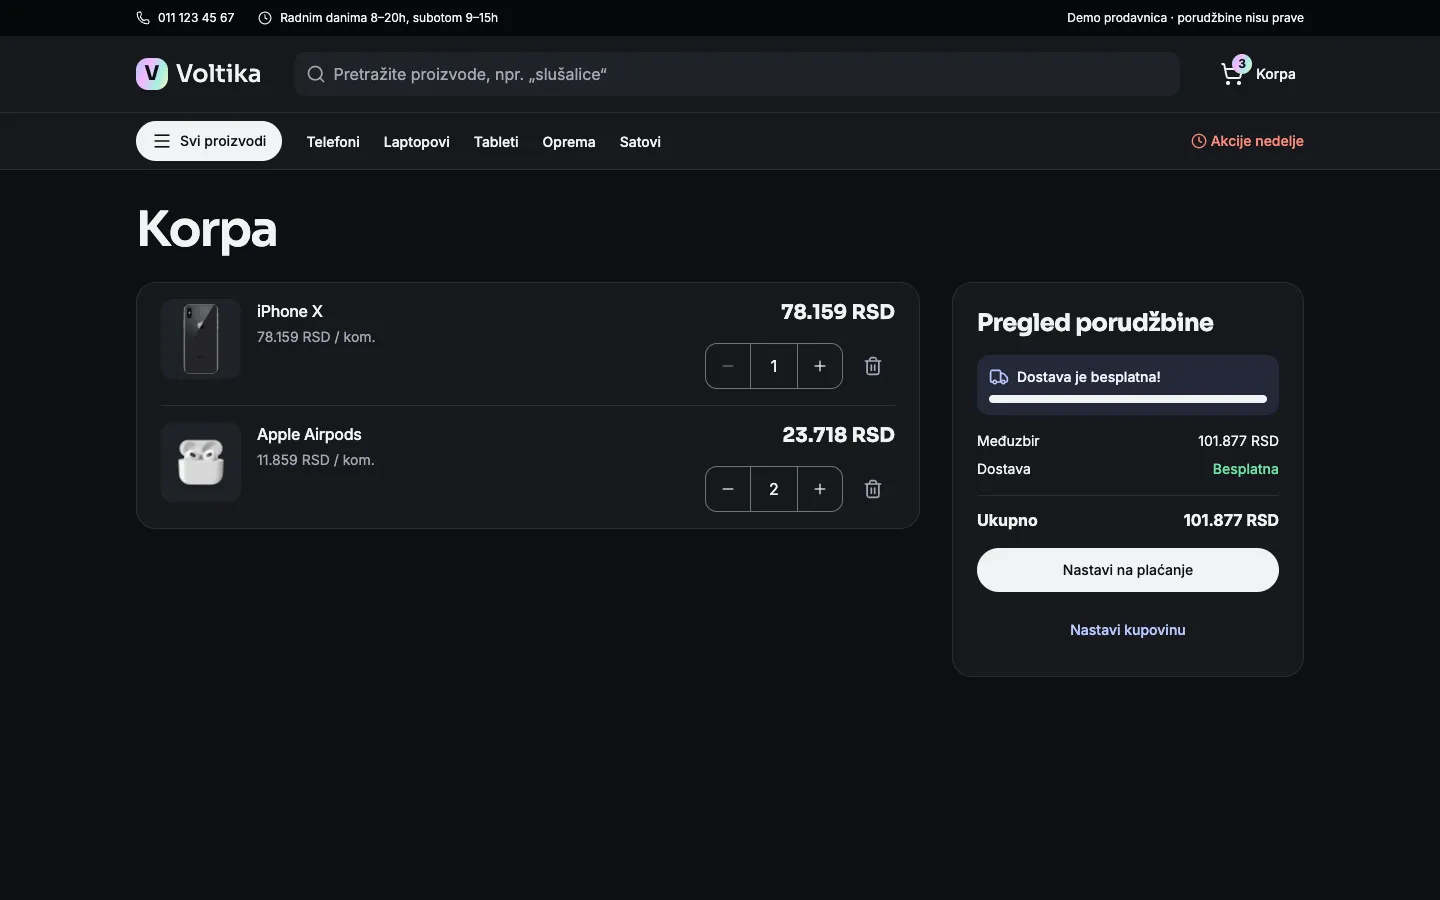 011 123 45 67
Radnim danima 8–20h, subotom 9–15h
Demo prodavnica · porudžbine nisu prave
V Voltika
Pretražite proizvode, npr. „slušalice“
3
Korpa
Svi proizvodi
Telefoni
Laptopovi
Tableti
Oprema
Satovi
Akcije nedelje
Korpa
iPhone X
78.159 RSD / kom.
78.159 RSD
− 1 +
Apple Airpods
11.859 RSD / kom.
23.718 RSD
− 2 +
Pregled porudžbine
Dostava je besplatna!
Međuzbir 101.877 RSD
Dostava Besplatna
Ukupno 101.877 RSD
Nastavi na plaćanje
Nastavi kupovinu